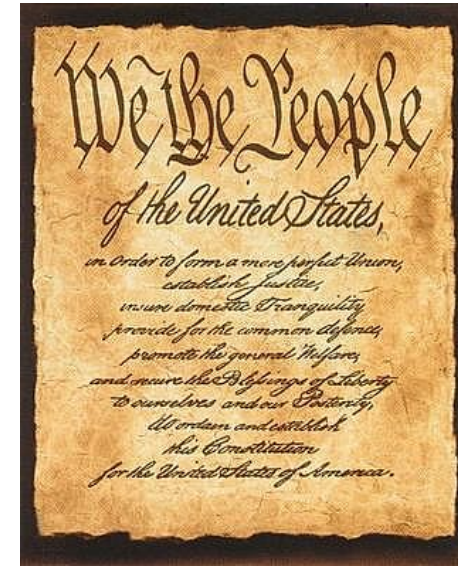 We the People
of the United States,
in Order to form a more perfect Union,
establish Justice,
insure domestic Tranquility
provide for the common defence,
promote the general Welfare,
and secure the Blessings of Liberty
to ourselves and our Posterity,
do ordain and establish
this Constitution
for the United States of America.